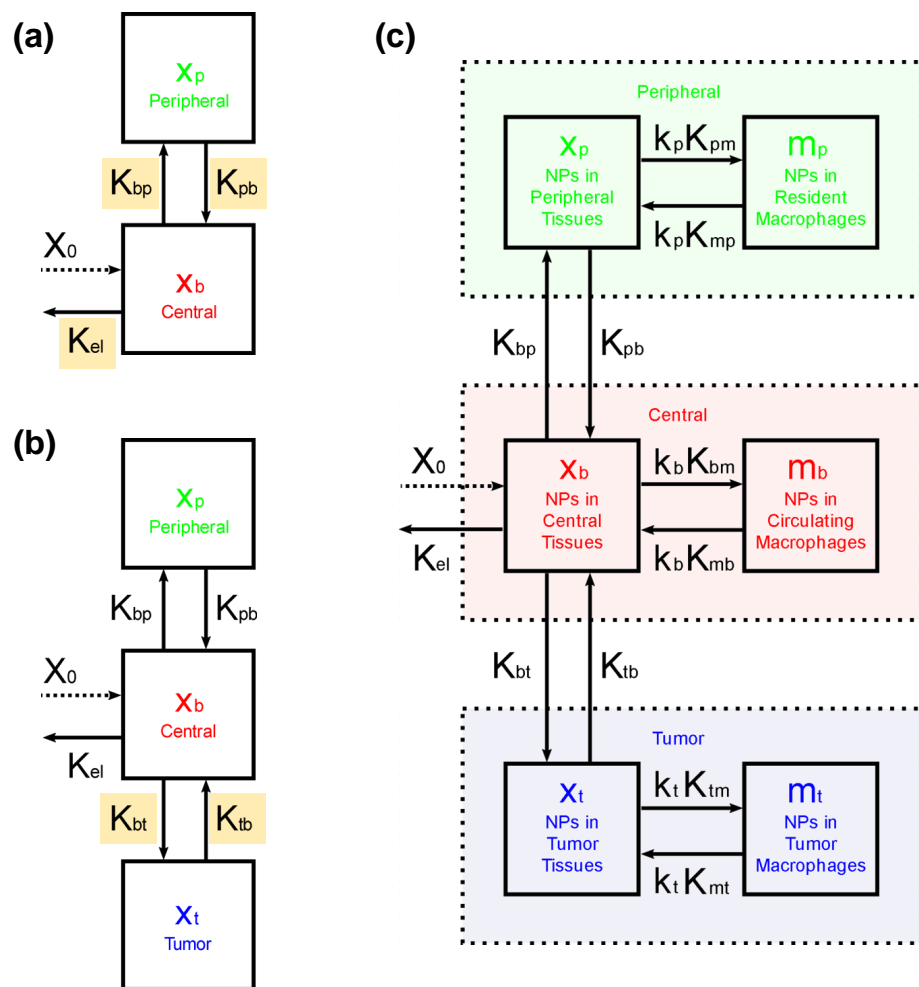 (a)
xp
Peripheral
Kbp
Kpb
X0
xb
Central
Kel
(b)
xp
Peripheral
Kbp
Kpb
X0
xb
Central
Kel
Kbt
Ktb
xt
Tumor
(c)
Peripheral
xp
NPs in
Peripheral
Tissues
kpKpm
kpKmp
mp
NPs in
Resident
Macrophages
Kbp
Kpb
Central
X0
xb
NPs in
Central
Tissues
Kel
kbKbm
kbKmb
mb
NPs in
Circulating
Macrophages
Kbt
Ktb
Tumor
xt
NPs in
Tumor
Tissues
ktKtm
ktKmt
mt
NPs in
Tumor
Macrophages